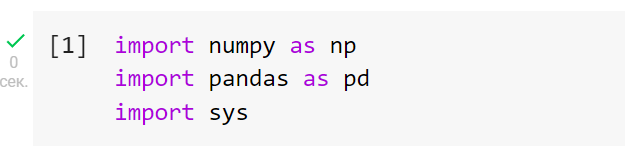 [1] import numpy as np
0 import pandas as pd
сек. import sys